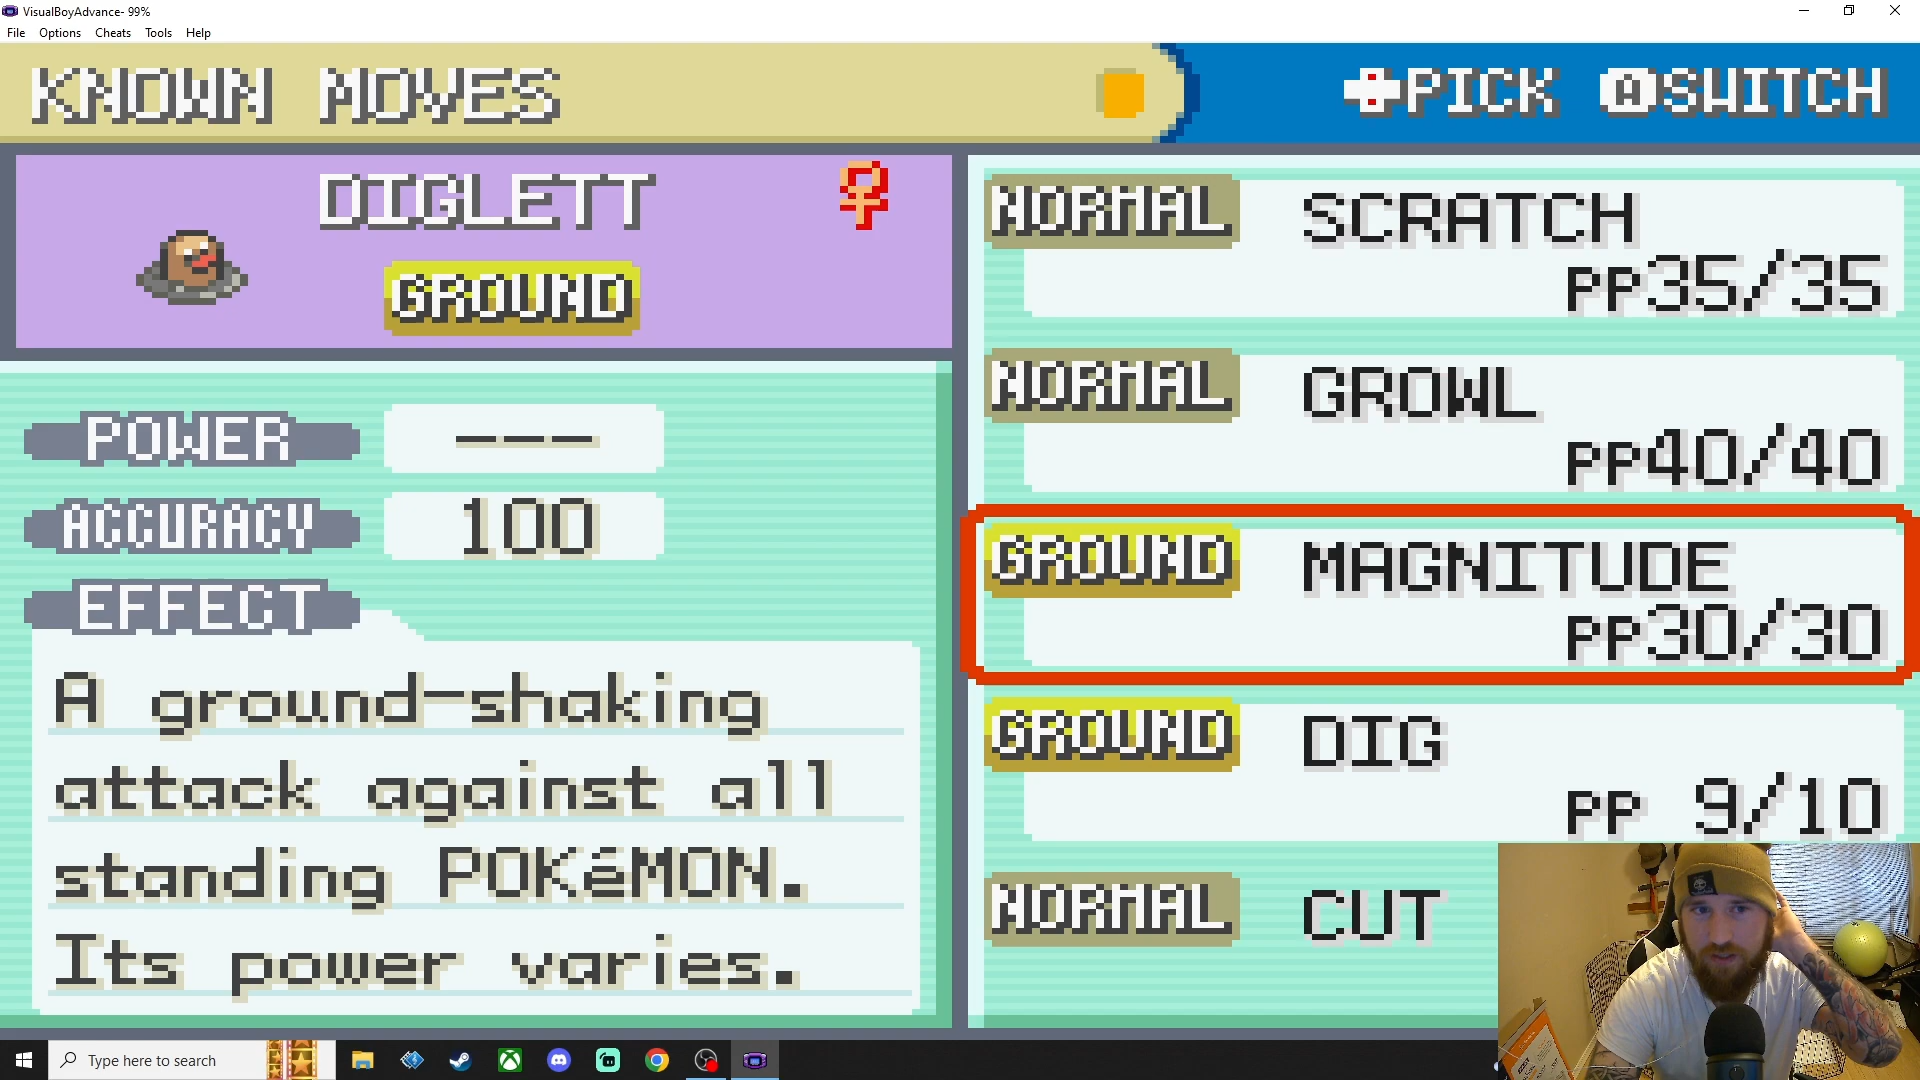 VisualBoyAdvance- 99%
File Options Cheats Tools Help
KNOWN MOVES
PICK A SWITCH
DIGLETT
GROUND
POWER ---
ACCURACY 100
EFFECT
A ground-shaking
attack against all
standing POKéMON.
Its power varies.
NORMAL SCRATCH
PP35/35
NORMAL GROWL
PP40/40
GROUND MAGNITUDE
PP30/30
GROUND DIG
PP 9/10
NORMAL CUT
Type here to search